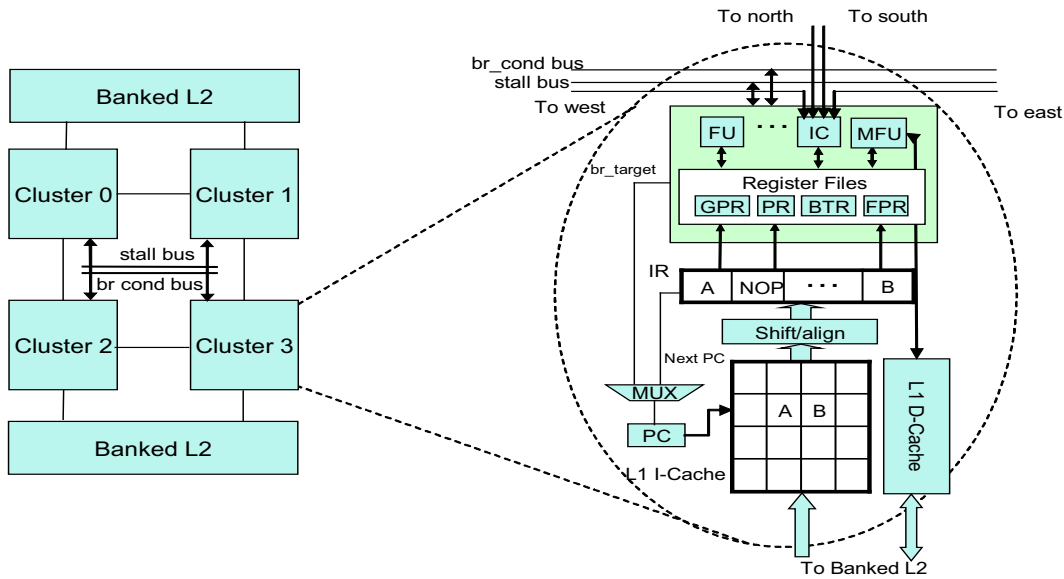 Banked L2
Cluster 0
Cluster 1
stall bus
br cond bus
Cluster 2
Cluster 3
Banked L2
To north
To south
br_cond bus
stall bus
To west
To east
FU
· · ·
IC
MFU
br_target
Register Files
GPR
PR
BTR
FPR
IR
A
NOP
· · ·
B
Shift/align
Next PC
MUX
A
B
PC
L1 I-Cache
L1 D-Cache
To Banked L2